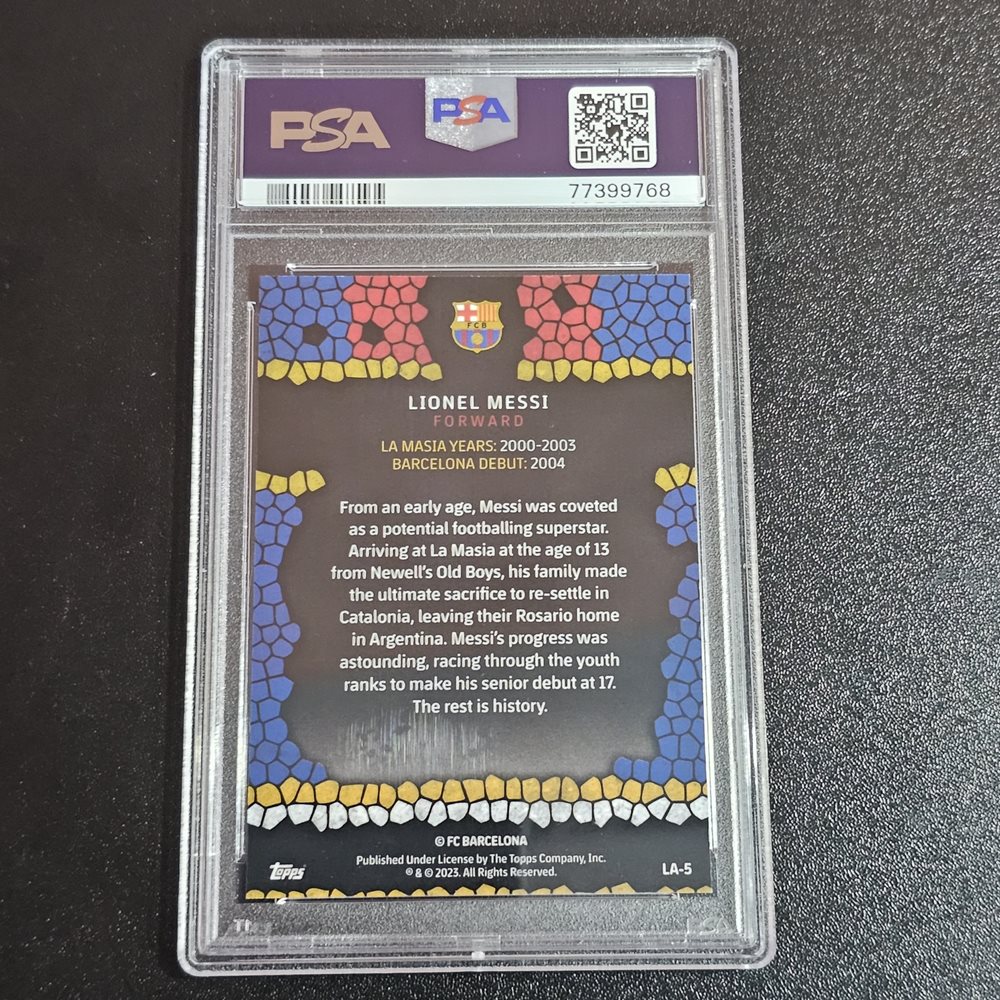 PSA
PSA
77399768
FCB
LIONEL MESSI
FORWARD
LA MASIA YEARS: 2000-2003
BARCELONA DEBUT: 2004
From an early age, Messi was coveted
as a potential footballing superstar.
Arriving at La Masia at the age of 13
from Newell's Old Boys, his family made
the ultimate sacrifice to re-settle in
Catalonia, leaving their Rosario home
in Argentina. Messi's progress was
astounding, racing through the youth
ranks to make his senior debut at 17.
The rest is history.
© FC BARCELONA
Published Under License by The Topps Company, Inc.
® & © 2023. All Rights Reserved.
topps
LA-5